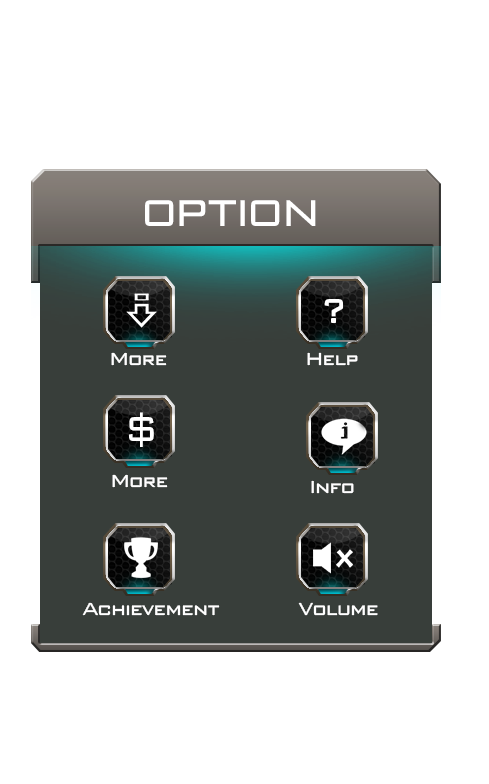 OPTION
?
MORE HELP
$ i
MORE INFO
ACHIEVEMENT VOLUME